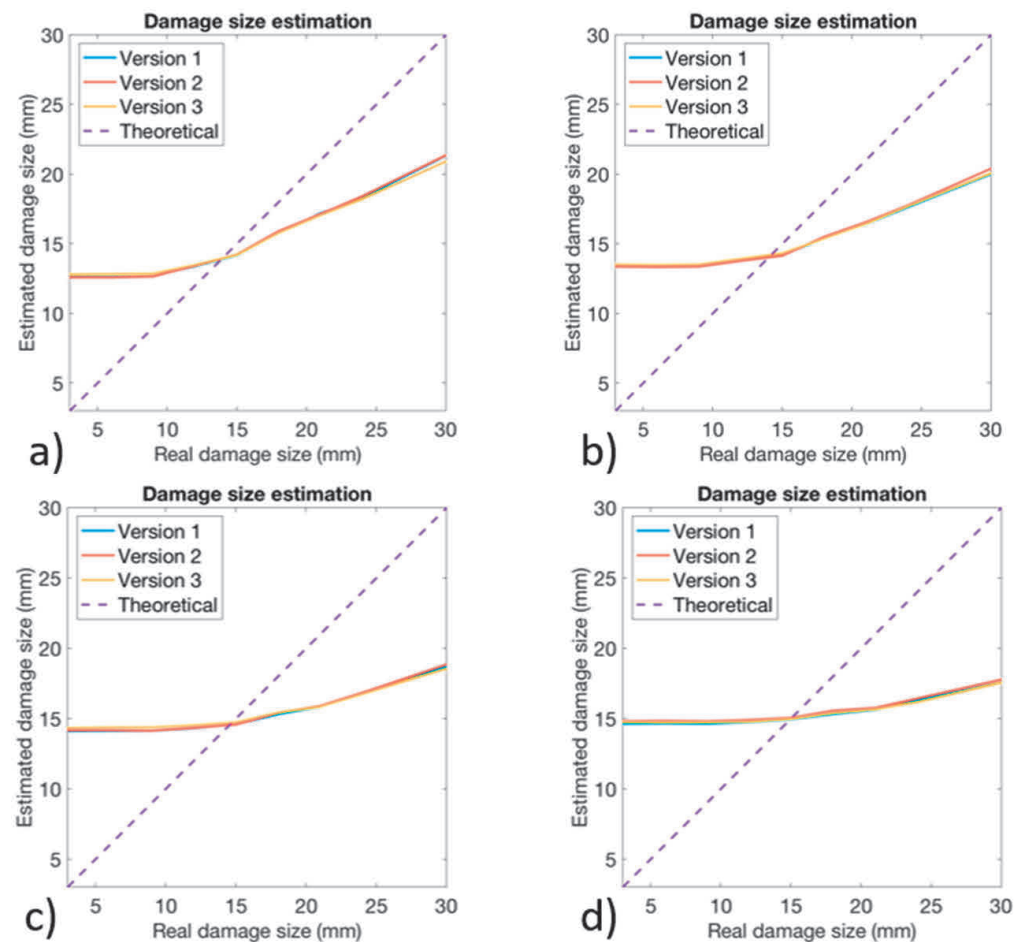 Damage size estimation
30
25
20
15
10
5
Estimated damage size (mm)
Version 1
Version 2
Version 3
Theoretical
5 10 15 20 25 30
Real damage size (mm)
a)
Damage size estimation
30
25
20
15
10
5
Estimated damage size (mm)
Version 1
Version 2
Version 3
Theoretical
5 10 15 20 25 30
Real damage size (mm)
b)
Damage size estimation
30
25
20
15
10
5
Estimated damage size (mm)
Version 1
Version 2
Version 3
Theoretical
5 10 15 20 25 30
Real damage size (mm)
c)
Damage size estimation
30
25
20
15
10
5
Estimated damage size (mm)
Version 1
Version 2
Version 3
Theoretical
5 10 15 20 25 30
Real damage size (mm)
d)